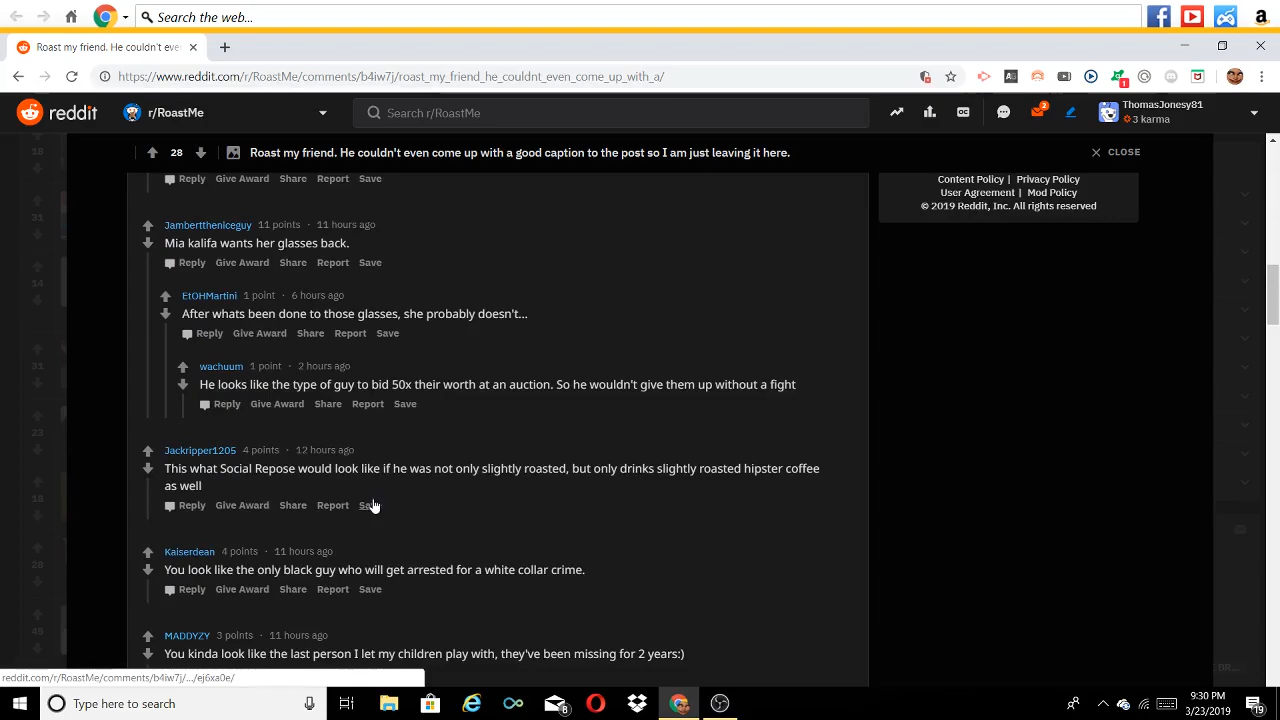 Search the web...
Roast my friend. He couldn't eve
https://www.reddit.com/r/RoastMe/comments/b4iw7j/roast_my_friend_he_couldnt_even_come_up_with_a/
reddit r/RoastMe Search r/RoastMe 2 ThomasJonesy81
3 karma
28 Roast my friend. He couldn't even come up with a good caption to the post so I am just leaving it here. CLOSE
Reply Give Award Share Report Save
Content Policy | Privacy Policy |
User Agreement | Mod Policy
© 2019 Reddit, Inc. All rights reserved
Jamberttheniceguy 11 points · 11 hours ago
Mia kalifa wants her glasses back.
Reply Give Award Share Report Save
EtOHMartini 1 point · 6 hours ago
After whats been done to those glasses, she probably doesn't...
Reply Give Award Share Report Save
wachuum 1 point · 2 hours ago
He looks like the type of guy to bid 50x their worth at an auction. So he wouldn't give them up without a fight
Reply Give Award Share Report Save
Jackripper1205 4 points · 12 hours ago
This what Social Repose would look like if he was not only slightly roasted, but only drinks slightly roasted hipster coffee
as well
Reply Give Award Share Report Save
Kaiserdean 4 points · 11 hours ago
You look like the only black guy who will get arrested for a white collar crime.
Reply Give Award Share Report Save
MADDYZY 3 points · 11 hours ago
You kinda look like the last person I let my children play with, they've been missing for 2 years:)
reddit.com/r/RoastMe/comments/b4iw7j/.../ej6xa0e/
Type here to search
9:30 PM
3/23/2019